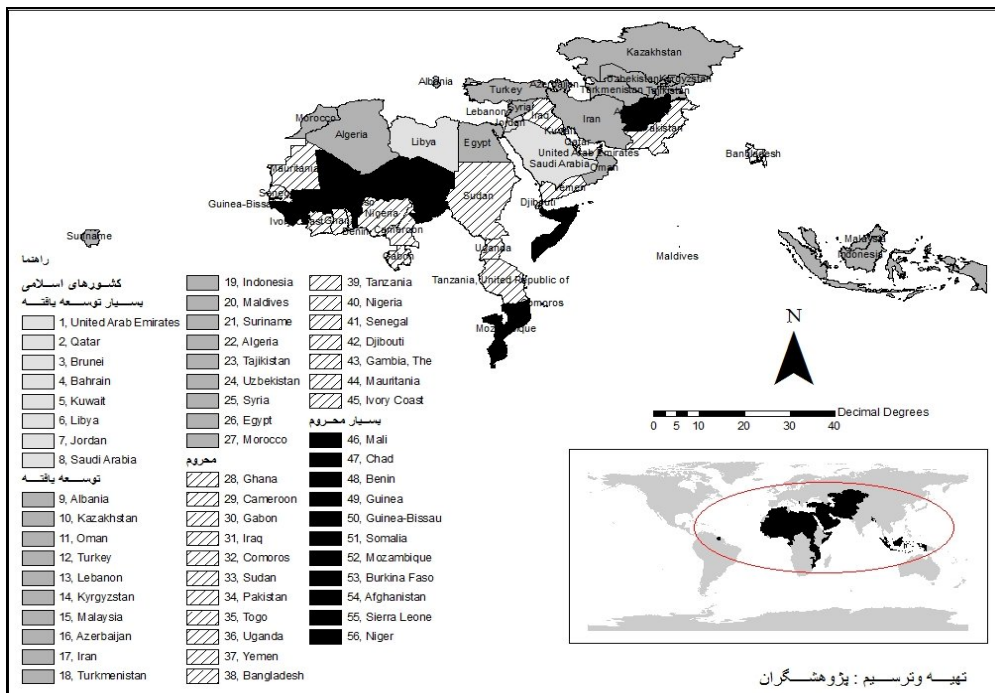 Kazakhstan
Albania
Turkey
Turkmenistan
Lebanon
Syria
Iraq
Iran
Jordan
Morocco
Algeria
Libya
Egypt
Qatar
United Arab Emirates
Saudi Arabia
Oman
Bangladesh
Mauritania
Yemen
Sudan
Djibouti
Guinea-Bissau
Ivory Coast
Ghana
Nigeria
Benin
Cameroon
Gabon
Uganda
Suriname
Maldives
Malaysia
Indonesia
Tanzania, United Republic of
Comoros
Mozambique
راهنما
کشورهای اسلامی
بسیار توسعه یافته
1, United Arab Emirates
2, Qatar
3, Brunei
4, Bahrain
5, Kuwait
6, Libya
7, Jordan
8, Saudi Arabia
توسعه یافته
9, Albania
10, Kazakhstan
11, Oman
12, Turkey
13, Lebanon
14, Kyrgyzstan
15, Malaysia
16, Azerbaijan
17, Iran
18, Turkmenistan
19, Indonesia
20, Maldives
21, Suriname
22, Algeria
23, Tajikistan
24, Uzbekistan
25, Syria
26, Egypt
27, Morocco
محروم
28, Ghana
29, Cameroon
30, Gabon
31, Iraq
32, Comoros
33, Sudan
34, Pakistan
35, Togo
36, Uganda
37, Yemen
38, Bangladesh
39, Tanzania
40, Nigeria
41, Senegal
42, Djibouti
43, Gambia, The
44, Mauritania
45, Ivory Coast
بسیار محروم
46, Mali
47, Chad
48, Benin
49, Guinea
50, Guinea-Bissau
51, Somalia
52, Mozambique
53, Burkina Faso
54, Afghanistan
55, Sierra Leone
56, Niger
N
Decimal Degrees
0 5 10 20 30 40
تهیه وترسیم : پژوهشگران